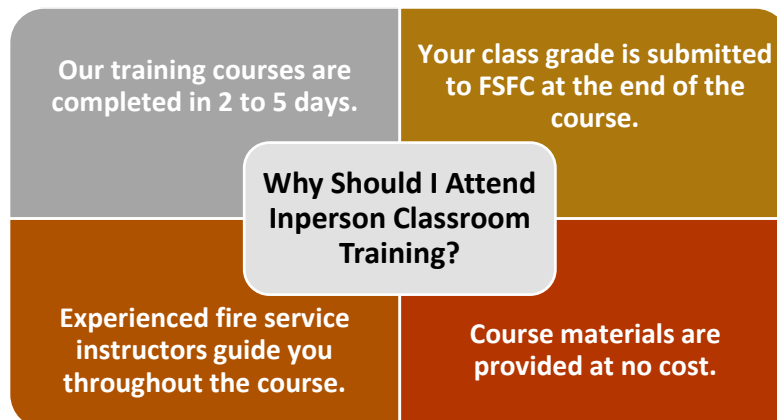 Our training courses are
completed in 2 to 5 days.
Your class grade is submitted
to FSFC at the end of the
course.
Why Should I Attend
Inperson Classroom
Training?
Experienced fire service
instructors guide you
throughout the course.
Course materials are
provided at no cost.